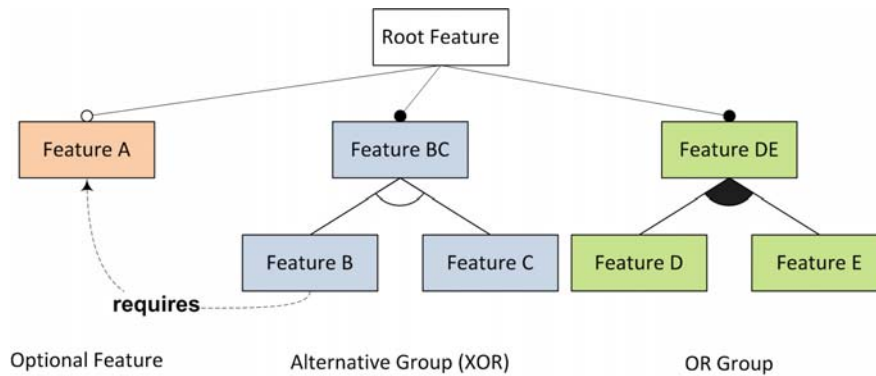 Root Feature
Feature A
Feature BC
Feature DE
Feature B
Feature C
Feature D
Feature E
requires
Optional Feature
Alternative Group (XOR)
OR Group